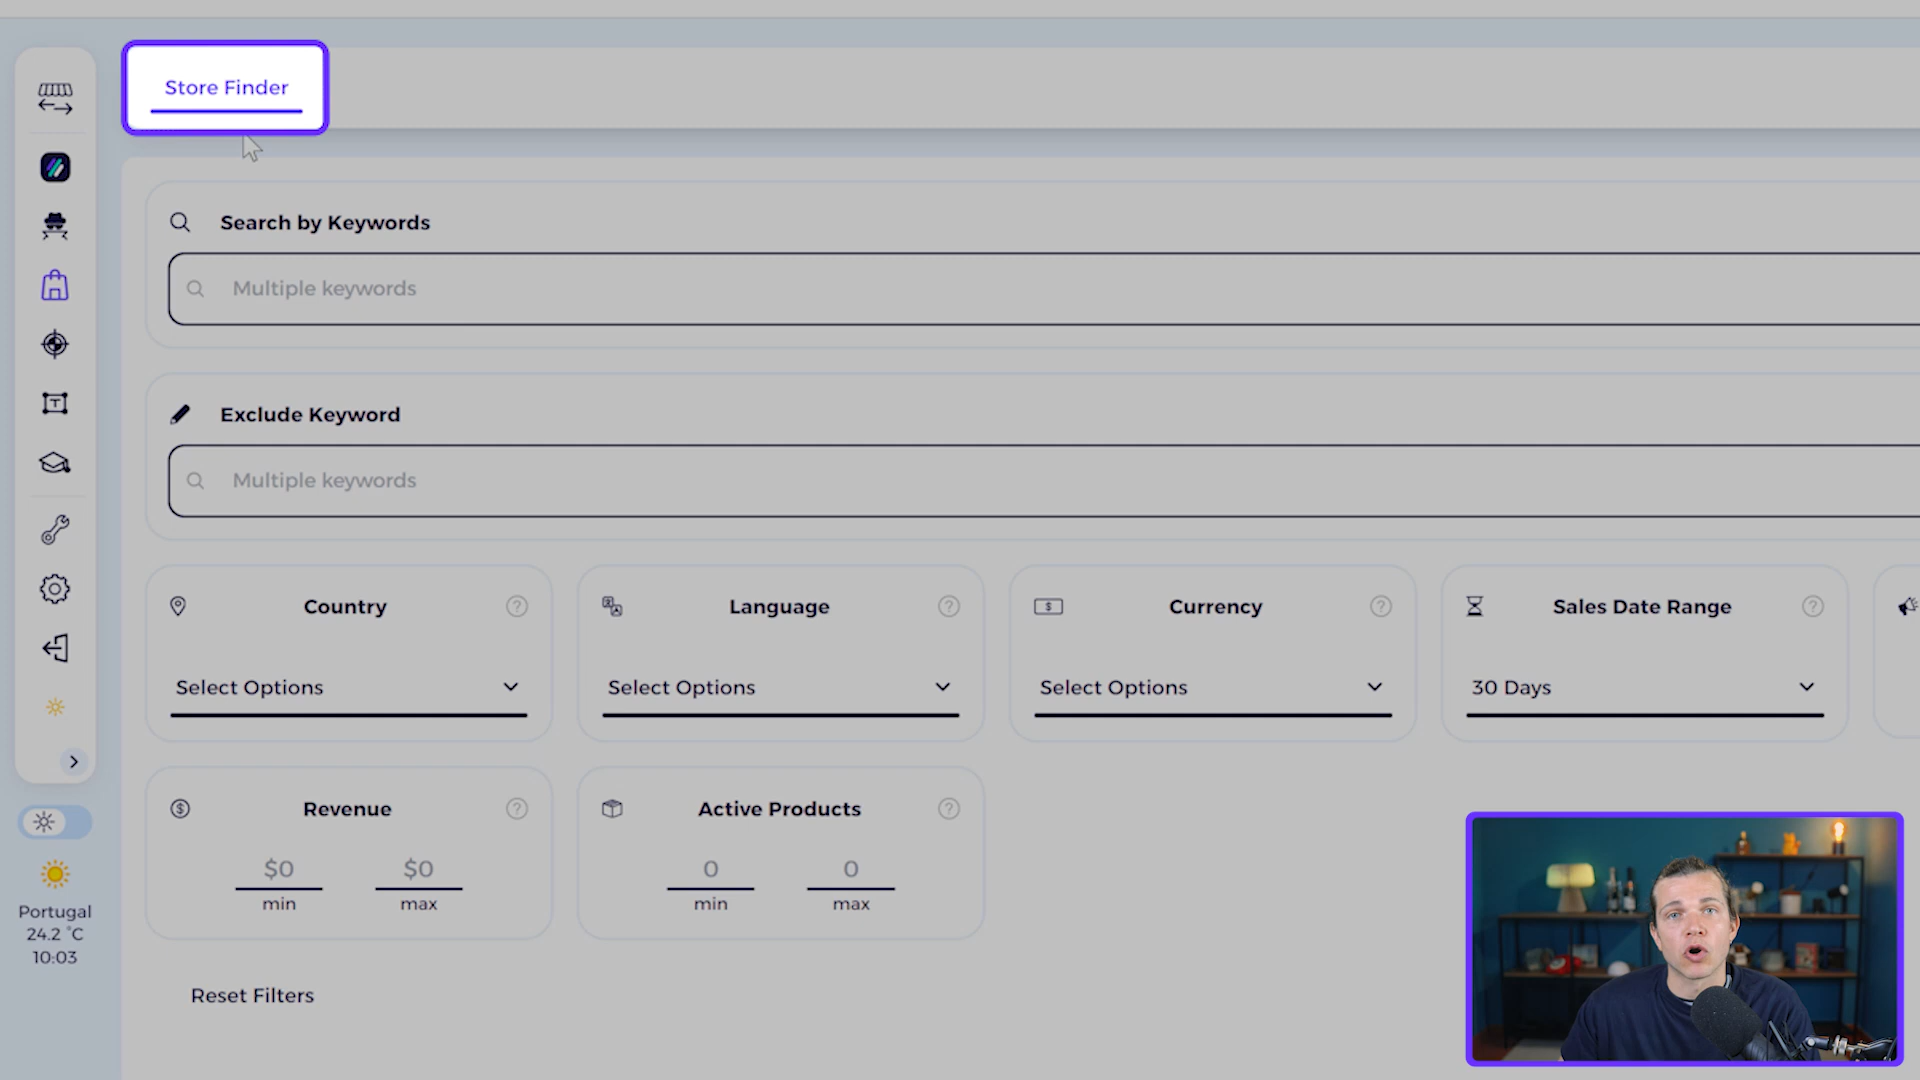 Store Finder
Search by Keywords
Multiple keywords
Exclude Keyword
Multiple keywords
Country
Language
Currency
Sales Date Range
Select Options
Select Options
Select Options
30 Days
Revenue
Active Products
$0
$0
0
0
min
max
min
max
Reset Filters
Portugal
24.2 °C
10:03